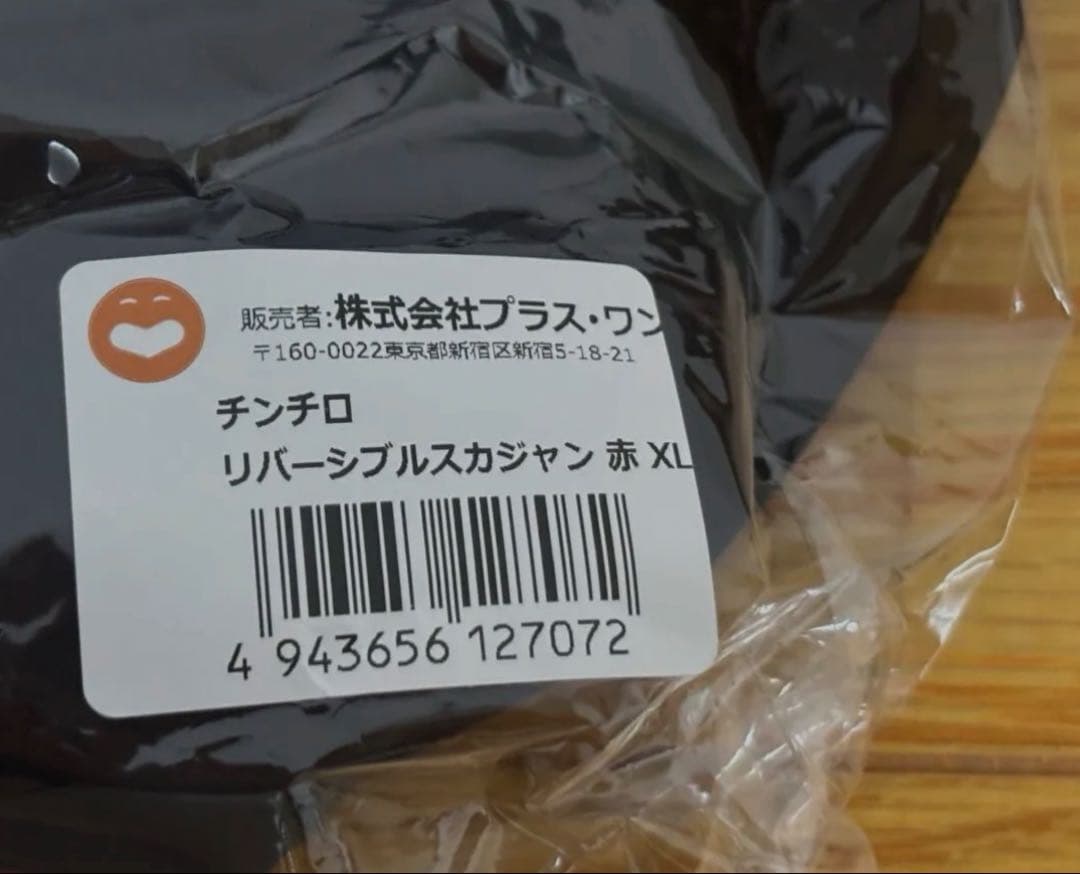 販売者:株式会社プラス・ワン
〒160-0022東京都新宿区新宿5-18-21
チンチロ
リバーシブルスカジャン 赤 XL
4 943656 127072